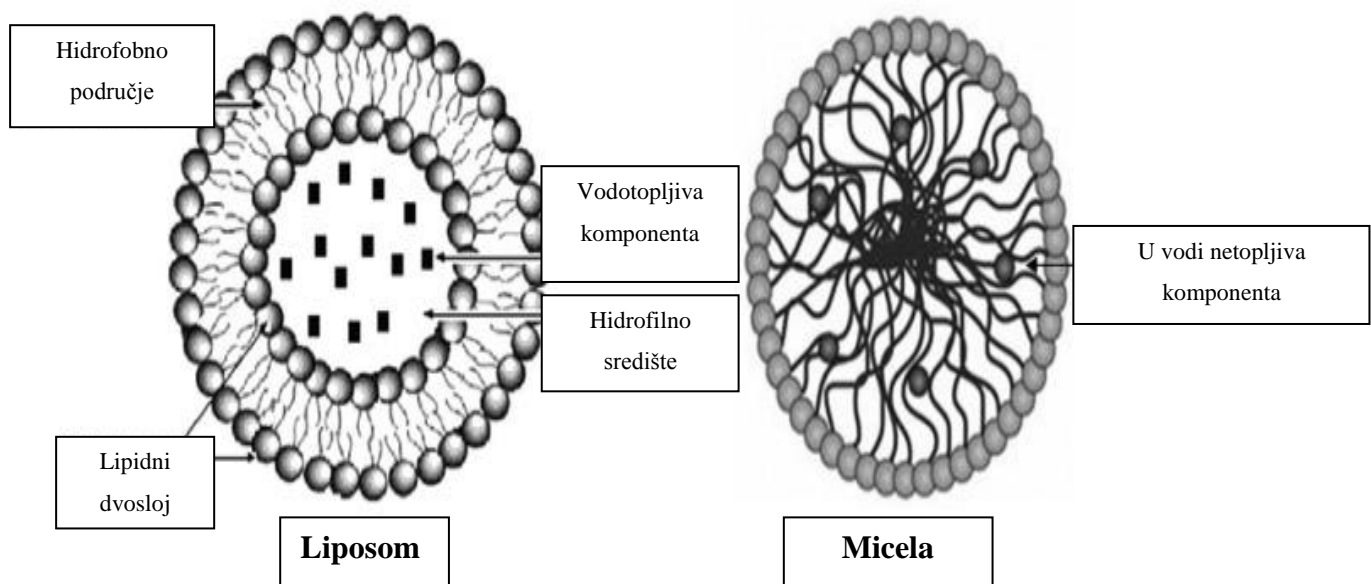 Hidrofobno
područje
Vodotopljiva
komponenta
Hidrofilno
središte
Lipidni
dvosloj
Liposom
U vodi netopljiva
komponenta
Micela